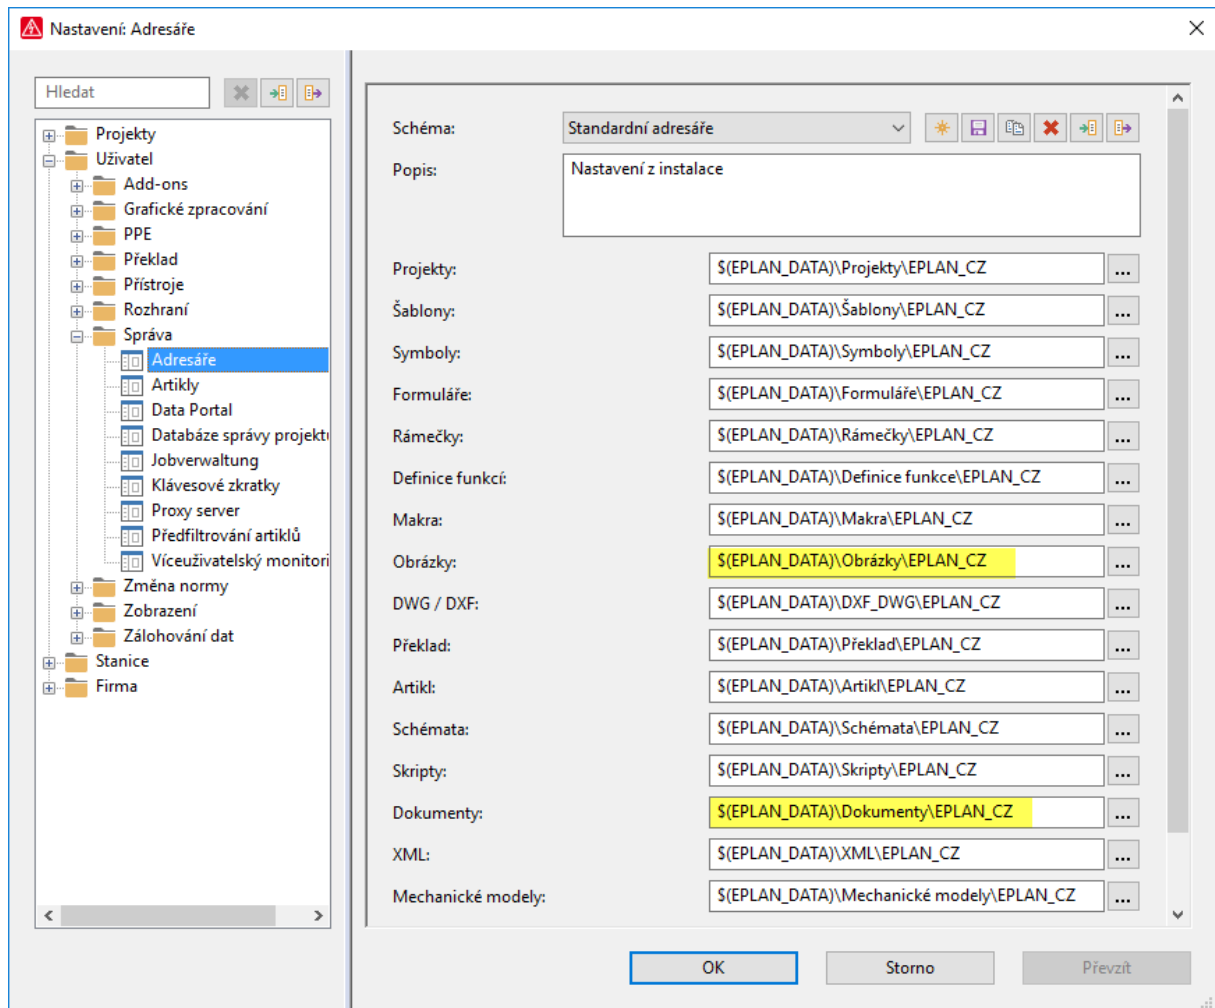 Nastavení: Adresáře
Hledat
Projekty
Uživatel
Add-ons
Grafické zpracování
PPE
Překlad
Přístroje
Rozhraní
Správa
Adresáře
Artikly
Data Portal
Databáze správy projektu
Jobverwaltung
Klávesové zkratky
Proxy server
Předfiltrování artiklů
Víceuživatelský monitori
Změna normy
Zobrazení
Zálohování dat
Stanice
Firma
Schéma: Standardní adresáře
Popis: Nastavení z instalace
Projekty: $(EPLAN_DATA)\Projekty\EPLAN_CZ ...
Šablony: $(EPLAN_DATA)\Šablony\EPLAN_CZ ...
Symboly: $(EPLAN_DATA)\Symboly\EPLAN_CZ ...
Formuláře: $(EPLAN_DATA)\Formuláře\EPLAN_CZ ...
Rámečky: $(EPLAN_DATA)\Rámečky\EPLAN_CZ ...
Definice funkcí: $(EPLAN_DATA)\Definice funkce\EPLAN_CZ ...
Makra: $(EPLAN_DATA)\Makra\EPLAN_CZ ...
Obrázky: $(EPLAN_DATA)\Obrázky\EPLAN_CZ ...
DWG / DXF: $(EPLAN_DATA)\DXF_DWG\EPLAN_CZ ...
Překlad: $(EPLAN_DATA)\Překlad\EPLAN_CZ ...
Artikl: $(EPLAN_DATA)\Artikl\EPLAN_CZ ...
Schémata: $(EPLAN_DATA)\Schémata\EPLAN_CZ ...
Skripty: $(EPLAN_DATA)\Skripty\EPLAN_CZ ...
Dokumenty: $(EPLAN_DATA)\Dokumenty\EPLAN_CZ ...
XML: $(EPLAN_DATA)\XML\EPLAN_CZ ...
Mechanické modely: $(EPLAN_DATA)\Mechanické modely\EPLAN_CZ ...
OK Storno Převzít